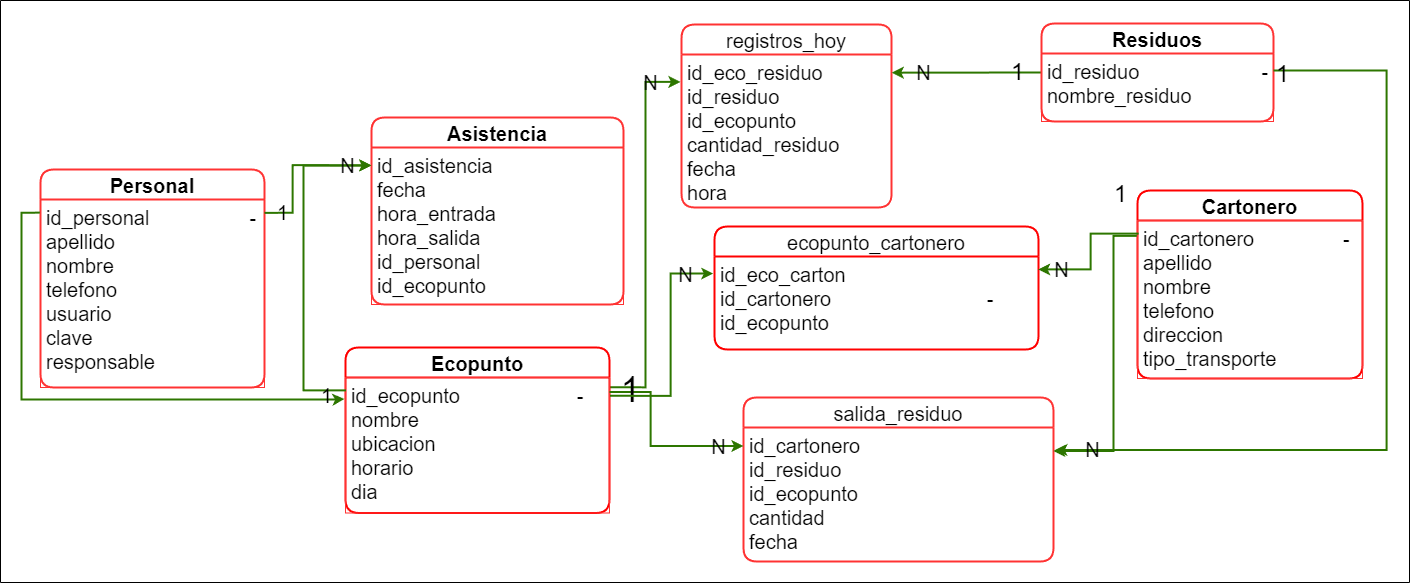 registros_hoy
id_eco_residuo
id_residuo
id_ecopunto
cantidad_residuo
fecha
hora
N
N
1
Residuos
id_residuo -
nombre_residuo
1
Asistencia
id_asistencia
fecha
hora_entrada
hora_salida
id_personal
id_ecopunto
N
Personal
id_personal -
apellido
nombre
telefono
usuario
clave
responsable
1
ecopunto_cartonero
id_eco_carton
id_cartonero -
id_ecopunto
N
N
1
Cartonero
id_cartonero -
apellido
nombre
telefono
direccion
tipo_transporte
Ecopunto
id_ecopunto -
nombre
ubicacion
horario
dia
1
1
salida_residuo
id_cartonero
id_residuo
id_ecopunto
cantidad
fecha
N
N